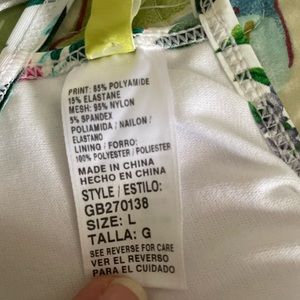 PRINT: 85% POLYAMIDE
15% ELASTANE
MESH: 95% NYLON
5% SPANDEX
POLIAMIDA / NAILON /
ELASTANO
LINING / FORRO:
100% POLYESTER / POLIESTER
MADE IN CHINA
HECHO EN CHINA
STYLE / ESTILO:
GB270138
SIZE: L
TALLA: G
SEE REVERSE FOR CARE
VER EL REVERSO
PARA EL CUIDADO